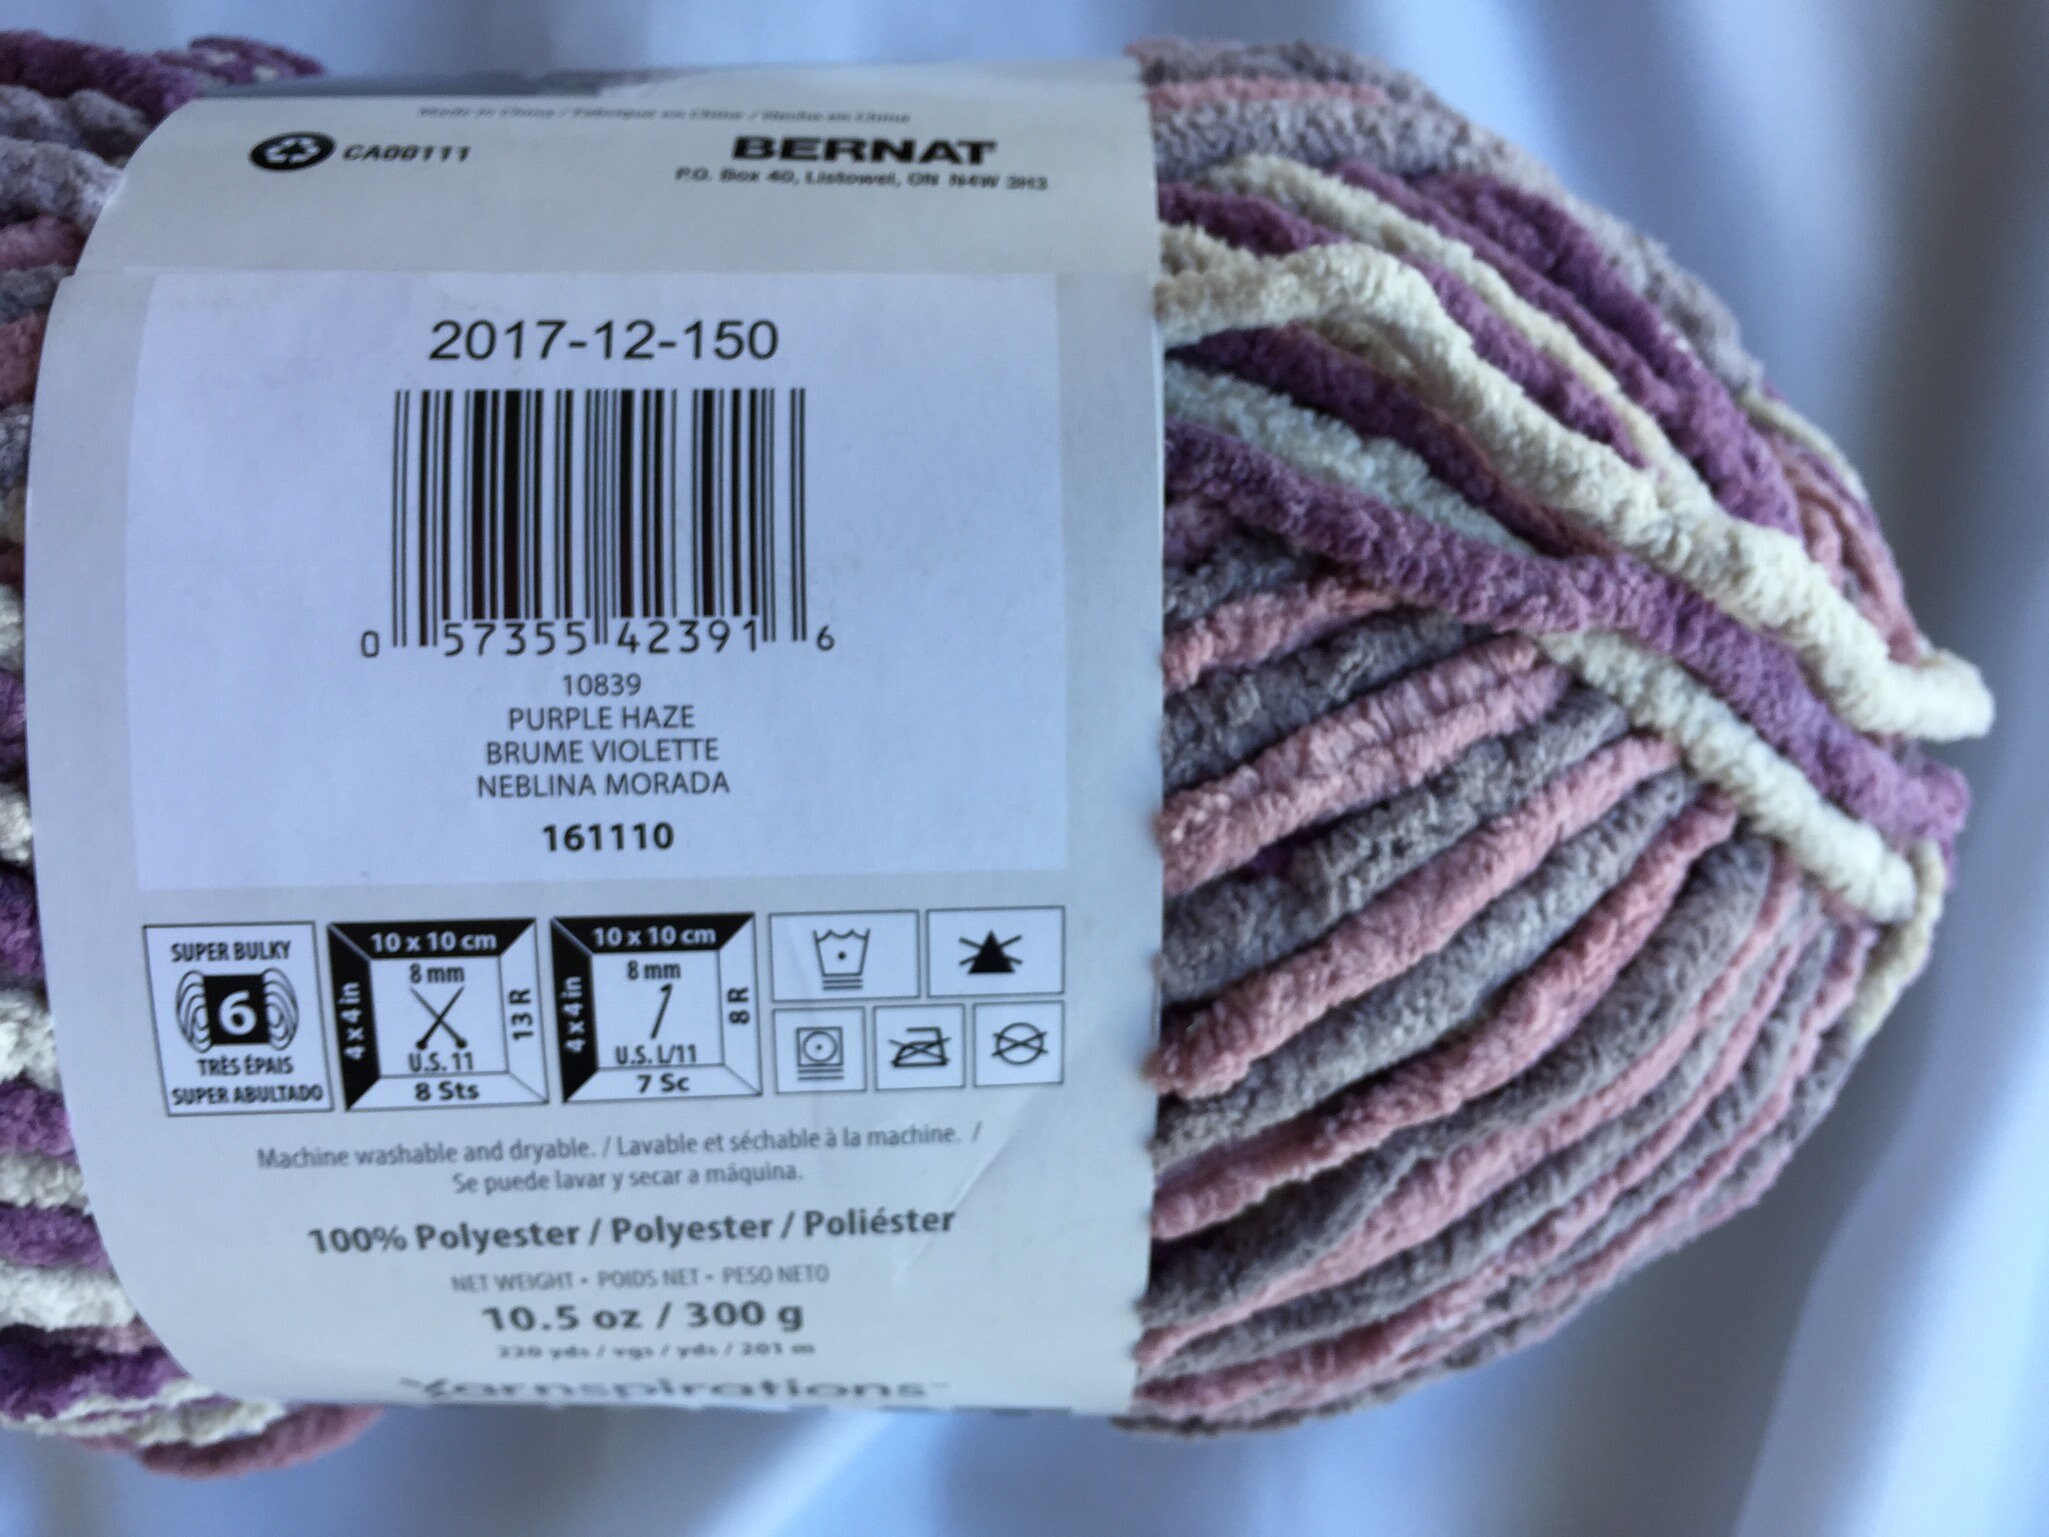 Made in China / Fabriqué en Chine / Hecho en China
CA00111
BERNAT
P.O. Box 40, Listowel, ON N4W 3H3
2017-12-150
0 57355 42391 6
10839
PURPLE HAZE
BRUME VIOLETTE
NEBLINA MORADA
161110
SUPER BULKY
6
TRÈS ÉPAIS
SUPER ABULTADO
10 x 10 cm
4 x 4 in
8 mm
13 R
U.S. 11
8 Sts
10 x 10 cm
4 x 4 in
8 mm
8 R
U.S. L/11
7 Sc
Machine washable and dryable. / Lavable et séchable à la machine. /
Se puede lavar y secar a máquina.
100% Polyester / Polyester / Poliéster
NET WEIGHT • POIDS NET • PESO NETO
10.5 oz / 300 g
220 yds / vgs / yds / 201 m
Yarnspirations